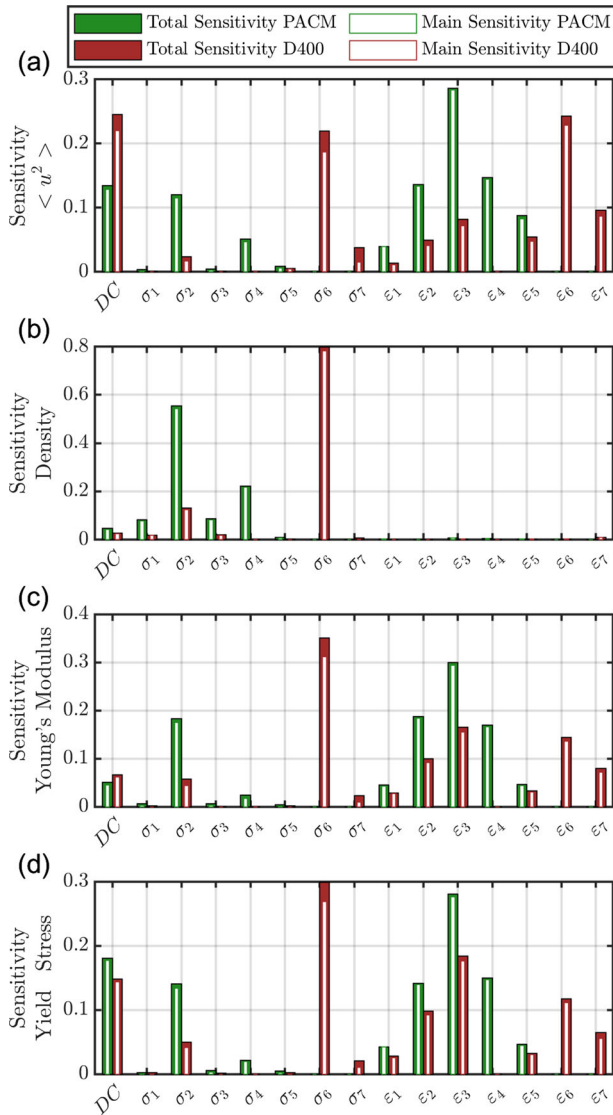 Total Sensitivity PACM Main Sensitivity PACM
Total Sensitivity D400 Main Sensitivity D400
(a)
Sensitivity
< u² >
0.3
0.2
0.1
0
DC σ₁ σ₂ σ₃ σ₄ σ₅ σ₆ σ₇ ε₁ ε₂ ε₃ ε₄ ε₅ ε₆ ε₇
(b)
Sensitivity
Density
0.8
0.6
0.4
0.2
0
DC σ₁ σ₂ σ₃ σ₄ σ₅ σ₆ σ₇ ε₁ ε₂ ε₃ ε₄ ε₅ ε₆ ε₇
(c)
Sensitivity
Young's Modulus
0.4
0.3
0.2
0.1
0
DC σ₁ σ₂ σ₃ σ₄ σ₅ σ₆ σ₇ ε₁ ε₂ ε₃ ε₄ ε₅ ε₆ ε₇
(d)
Sensitivity
Yield Stress
0.3
0.2
0.1
0
DC σ₁ σ₂ σ₃ σ₄ σ₅ σ₆ σ₇ ε₁ ε₂ ε₃ ε₄ ε₅ ε₆ ε₇